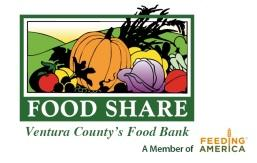 FOOD SHARE
Ventura County's Food Bank
A Member of
FEEDING
AMERICA